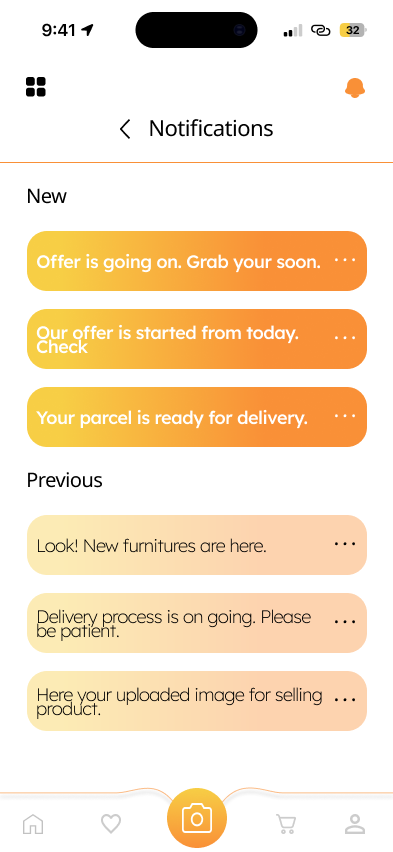 9:41
32
Notifications
New
Offer is going on. Grab your soon.
Our offer is started from today.
Check
Your parcel is ready for delivery.
Previous
Look! New furnitures are here.
Delivery process is on going. Please
be patient.
Here your uploaded image for selling
product.